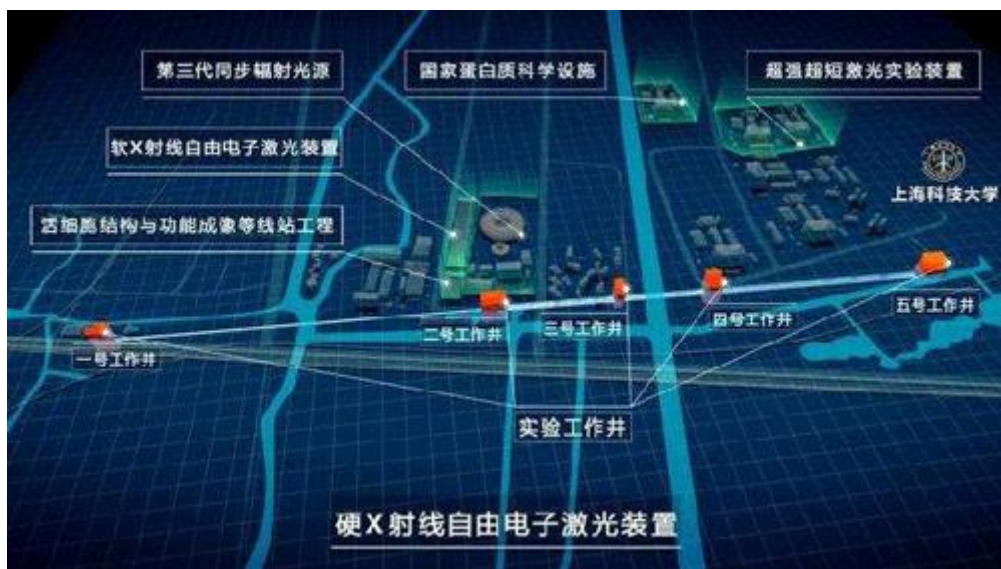 第三代同步辐射光源
国家蛋白质科学设施
超强超短激光实验装置
软X射线自由电子激光装置
上海科技大学
活细胞结构与功能成像等线站工程
一号工作井
二号工作井
三号工作井
四号工作井
五号工作井
实验工作井
硬X射线自由电子激光装置